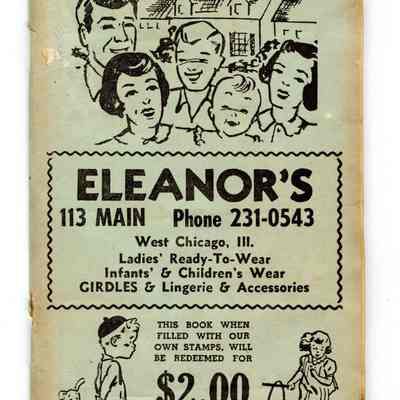 ELEANOR'S
113 MAIN Phone 231-0543
West Chicago, Ill.
Ladies' Ready-To-Wear
Infants' & Children's Wear
GIRDLES & Lingerie & Accessories
THIS BOOK WHEN
FILLED WITH OUR
OWN STAMPS, WILL
BE REDEEMED FOR
$2.00